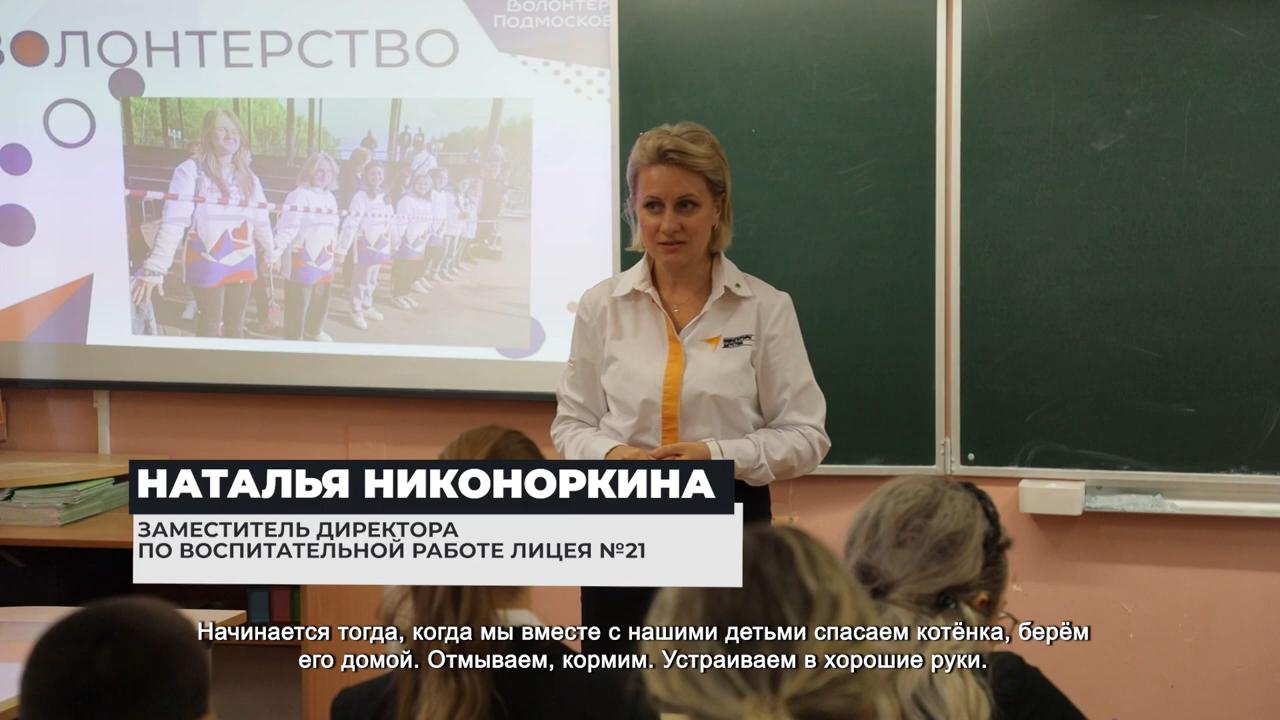 ВОЛОНТЕР
ПОДМОСКОВ
ВОЛОНТЕРСТВО
НАТАЛЬЯ НИКОНОРКИНА
ЗАМЕСТИТЕЛЬ ДИРЕКТОРА
ПО ВОСПИТАТЕЛЬНОЙ РАБОТЕ ЛИЦЕЯ №21
Начинается тогда, когда мы вместе с нашими детьми спасаем котёнка, берём
его домой. Отмываем, кормим. Устраиваем в хорошие руки.